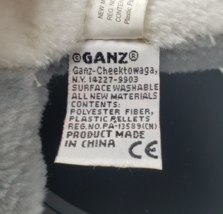 ©GANZ®
Ganz-Cheektowaga,
N.Y. 14227-9903
SURFACE WASHABLE
ALL NEW MATERIALS
CONTENTS:
POLYESTER FIBER,
PLASTIC PELLETS
REG.NO.PA-13589(CN)
PRODUCT MADE
IN CHINA CE